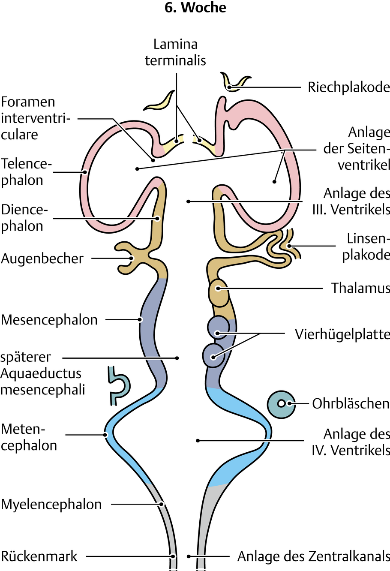 6. Woche
Lamina
terminalis
Riechplakode
Foramen
interventri-
culare
Anlage
der Seiten-
ventrikel
Telence-
phalon
Anlage des
III. Ventrikels
Dience-
phalon
Linsen-
plakode
Augenbecher
Thalamus
Mesencephalon
Vierhügelplatte
späterer
Aquaeductus
mesencephali
Ohrbläschen
Meten-
cephalon
Anlage des
IV. Ventrikels
Myelencephalon
Rückenmark
Anlage des Zentralkanals